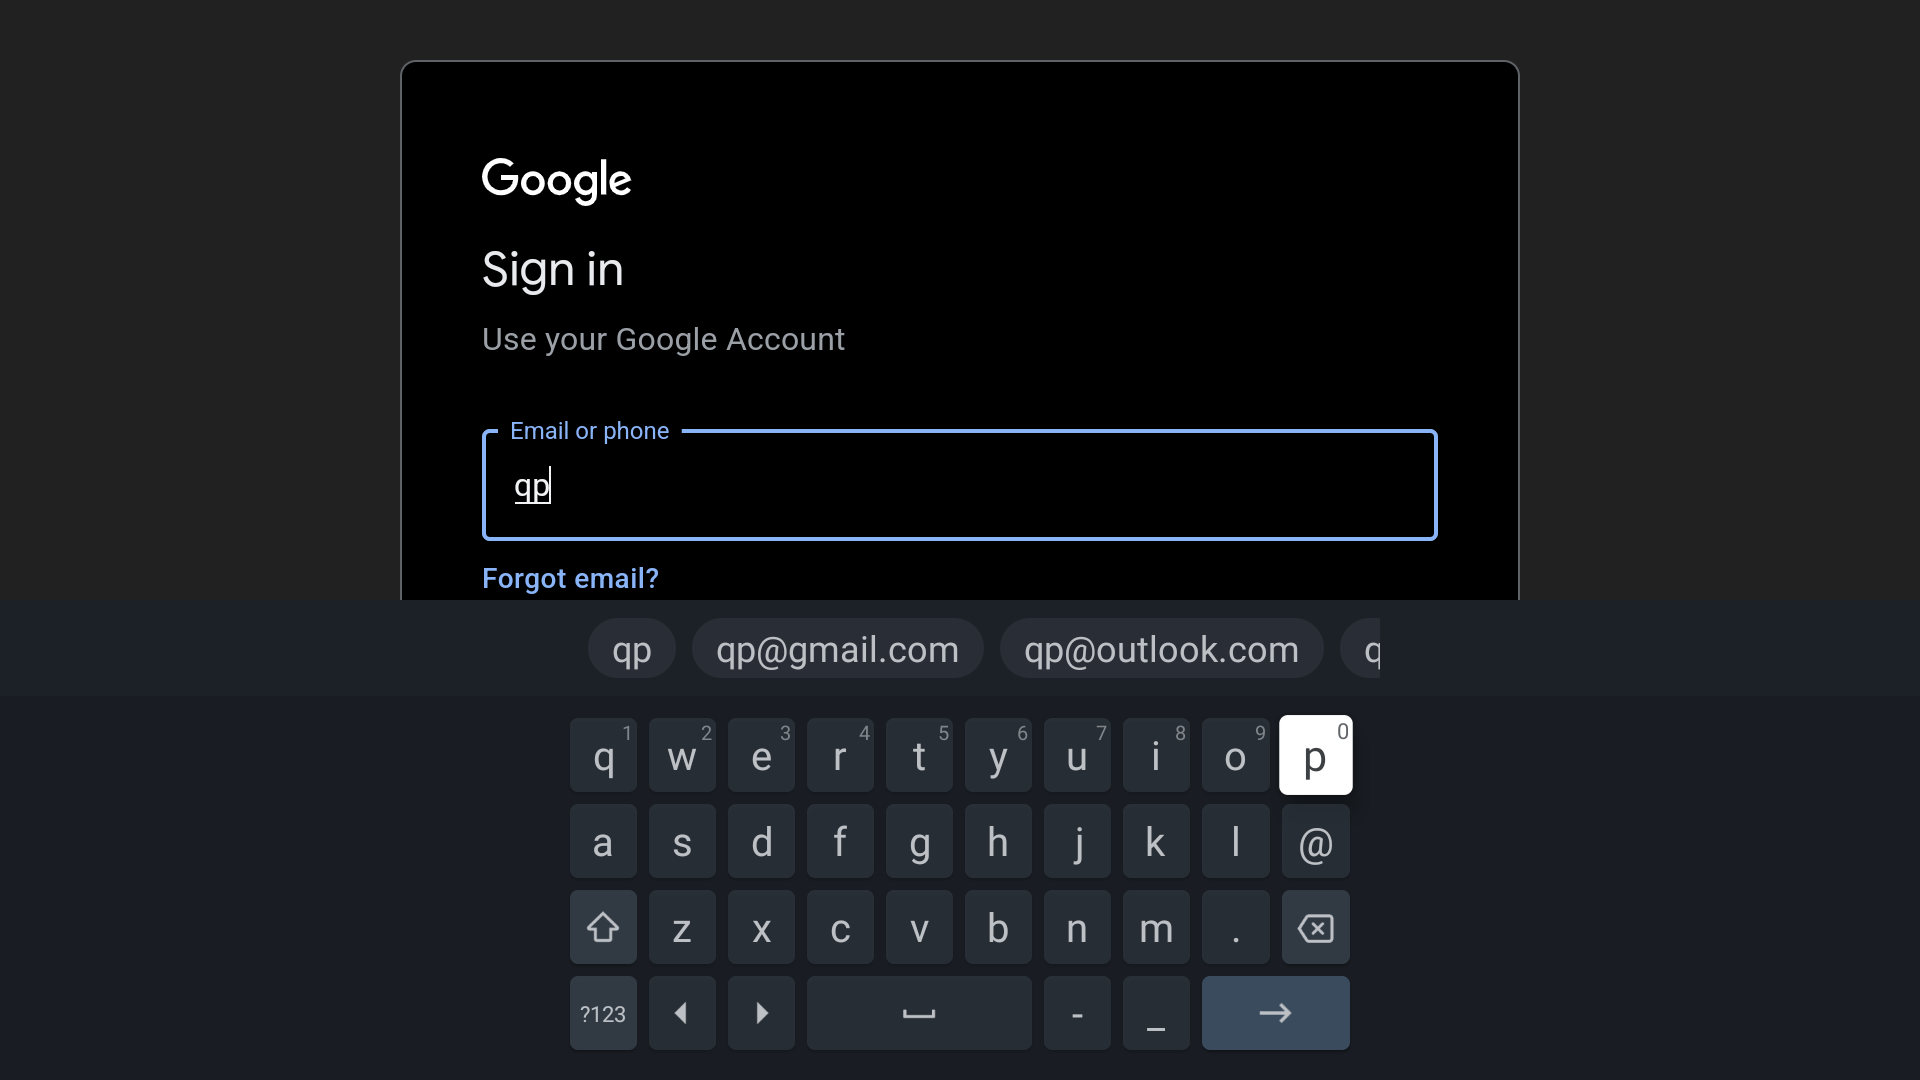 Google
Sign in
Use your Google Account
Email or phone
qp
Forgot email?
qp qp@gmail.com qp@outlook.com q
q 1 w 2 e 3 r 4 t 5 y 6 u 7 i 8 o 9 p 0
a s d f g h j k l @
z x c v b n m .
?123 - _